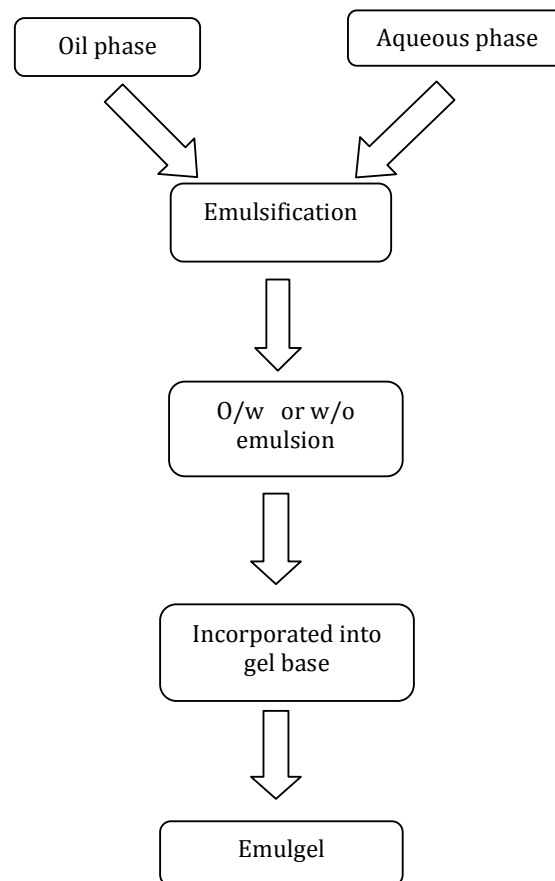 Oil phase
Aqueous phase
Emulsification
O/w or w/o
emulsion
Incorporated into
gel base
Emulgel